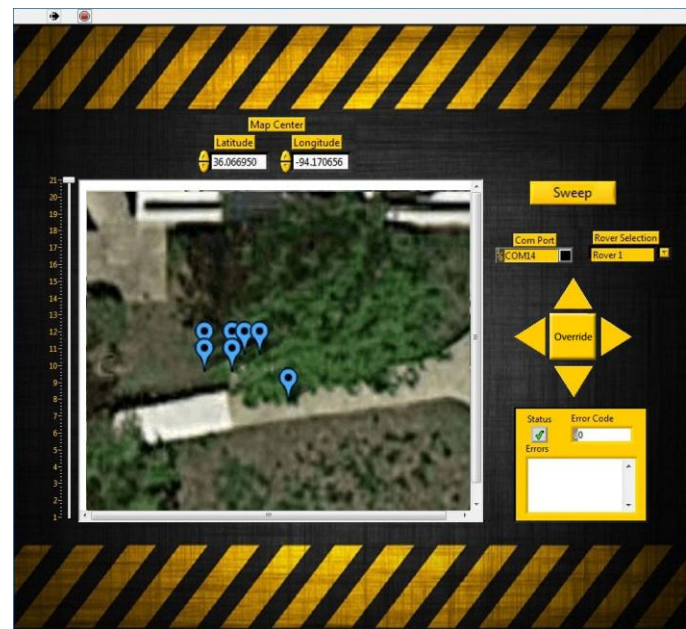 Map Center
Latitude Longitude
36.066950 -94.170656
Sweep
Com Port Rover Selection
COM14 Rover 1
Override
Status Error Code
0
Errors
21
20
19
18
17
16
15
14
13
12
11
10
9
8
7
6
5
4
3
2
1